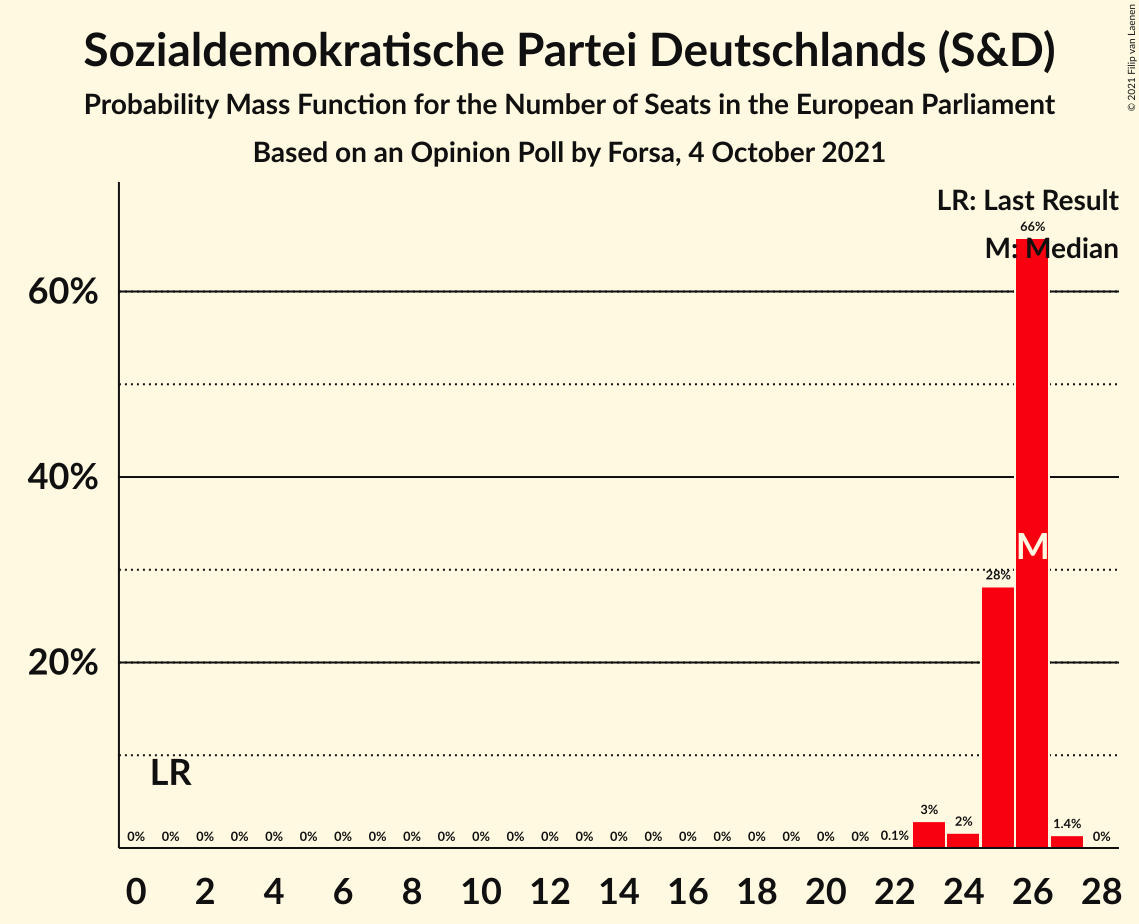 Sozialdemokratische Partei Deutschlands (S&D)
Probability Mass Function for the Number of Seats in the European Parliament
Based on an Opinion Poll by Forsa, 4 October 2021
© 2021 Filip van Laenen
LR: Last Result
M: Median
66%
60%
40%
M
28%
20%
LR
0% 0% 0% 0% 0% 0% 0% 0% 0% 0% 0% 0% 0% 0% 0% 0% 0% 0% 0% 0% 0% 0% 0.1% 3% 2% 1.4% 0%
0 2 4 6 8 10 12 14 16 18 20 22 24 26 28